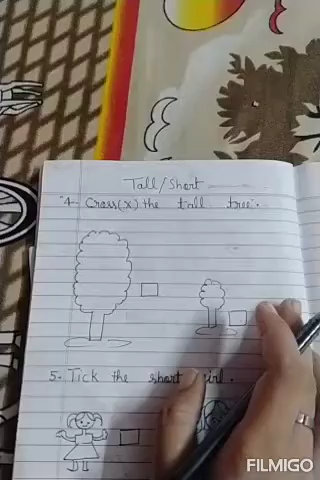 Tall/Short
4- Cross(x) the tall tree.
5- Tick the short girl.
FILMIGO